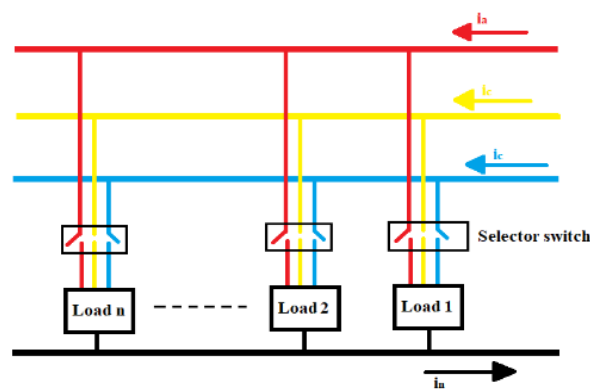 ia
ic
ic
Selector switch
Load n
Load 2
Load 1
in